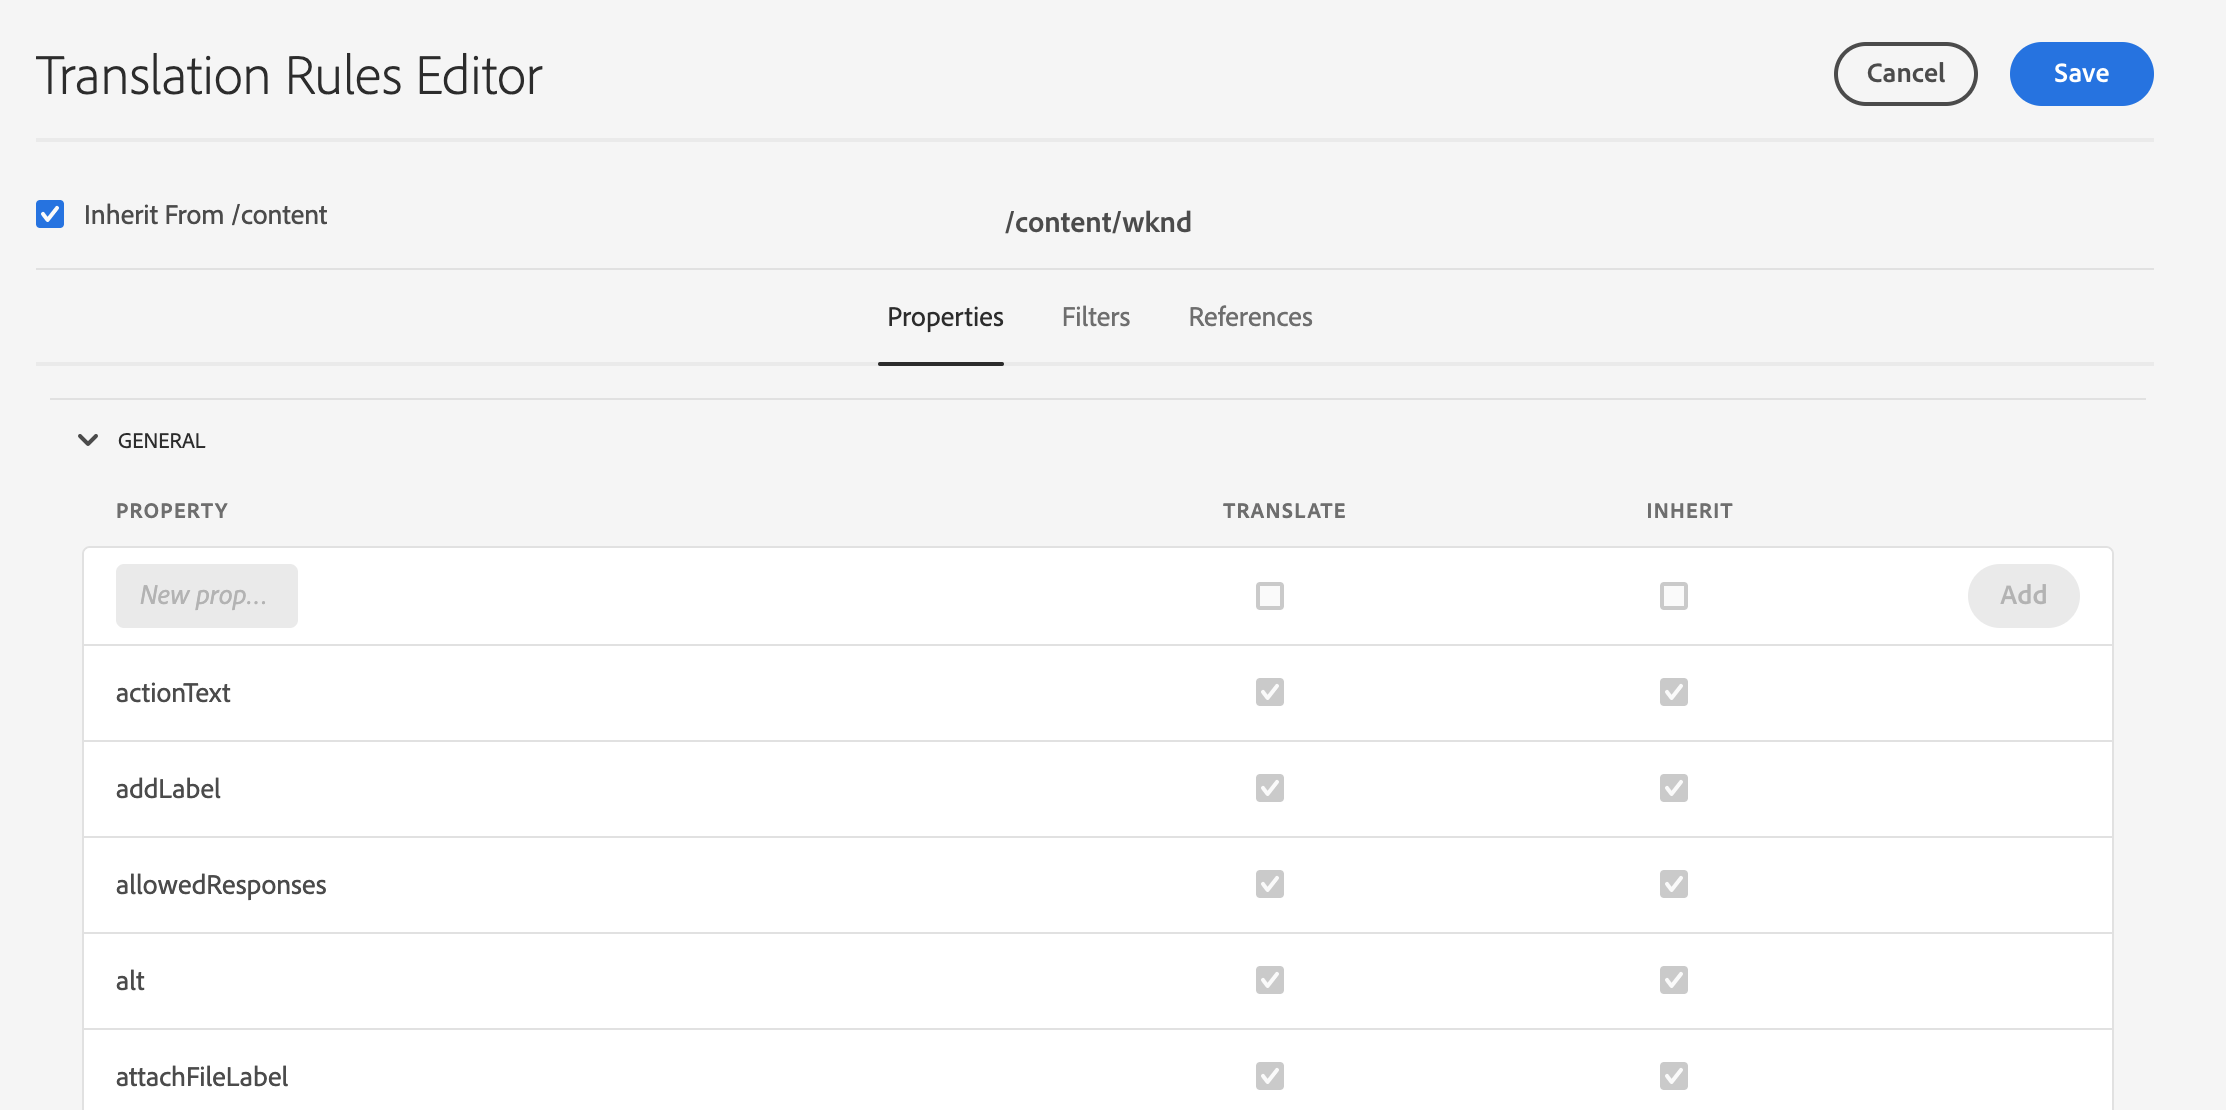 Translation Rules Editor
Cancel
Save
Inherit From /content
/content/wknd
Properties
Filters
References
GENERAL
PROPERTY
TRANSLATE
INHERIT
New prop...
Add
actionText
addLabel
allowedResponses
alt
attachFileLabel